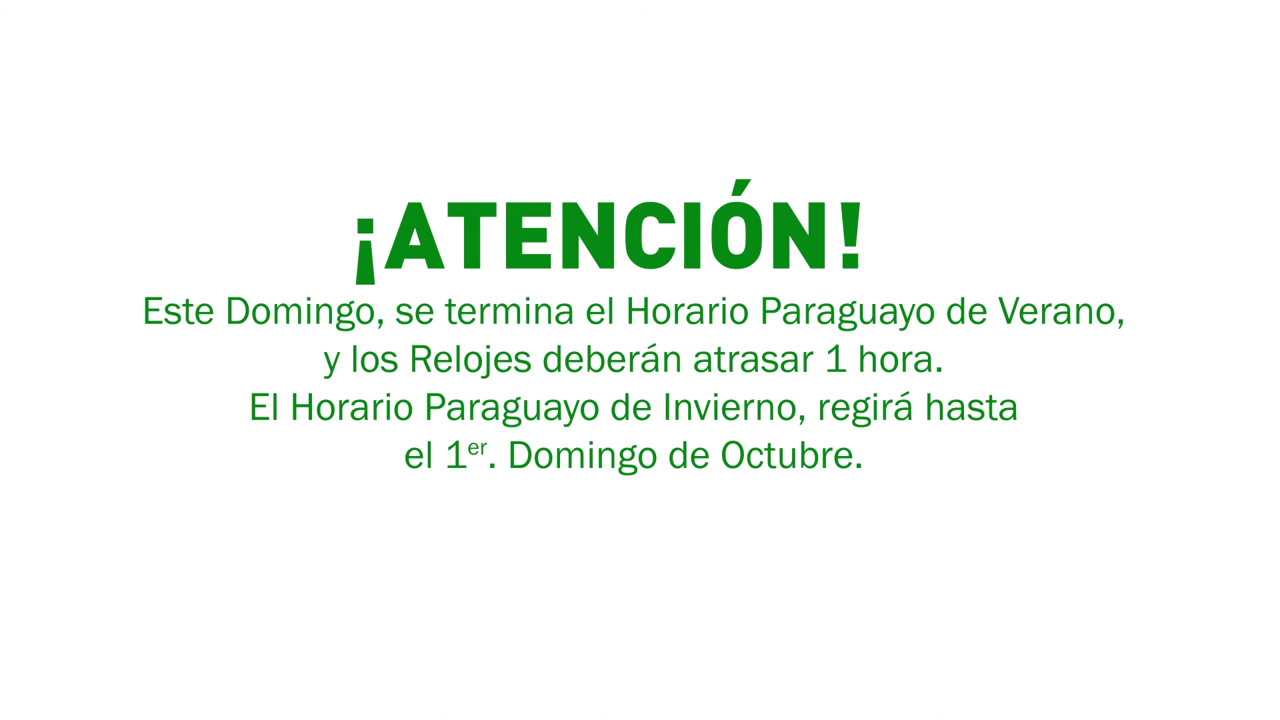 ¡ATENCIÓN!
Este Domingo, se termina el Horario Paraguayo de Verano,
y los Relojes deberán atrasar 1 hora.
El Horario Paraguayo de Invierno, regirá hasta
el 1er. Domingo de Octubre.